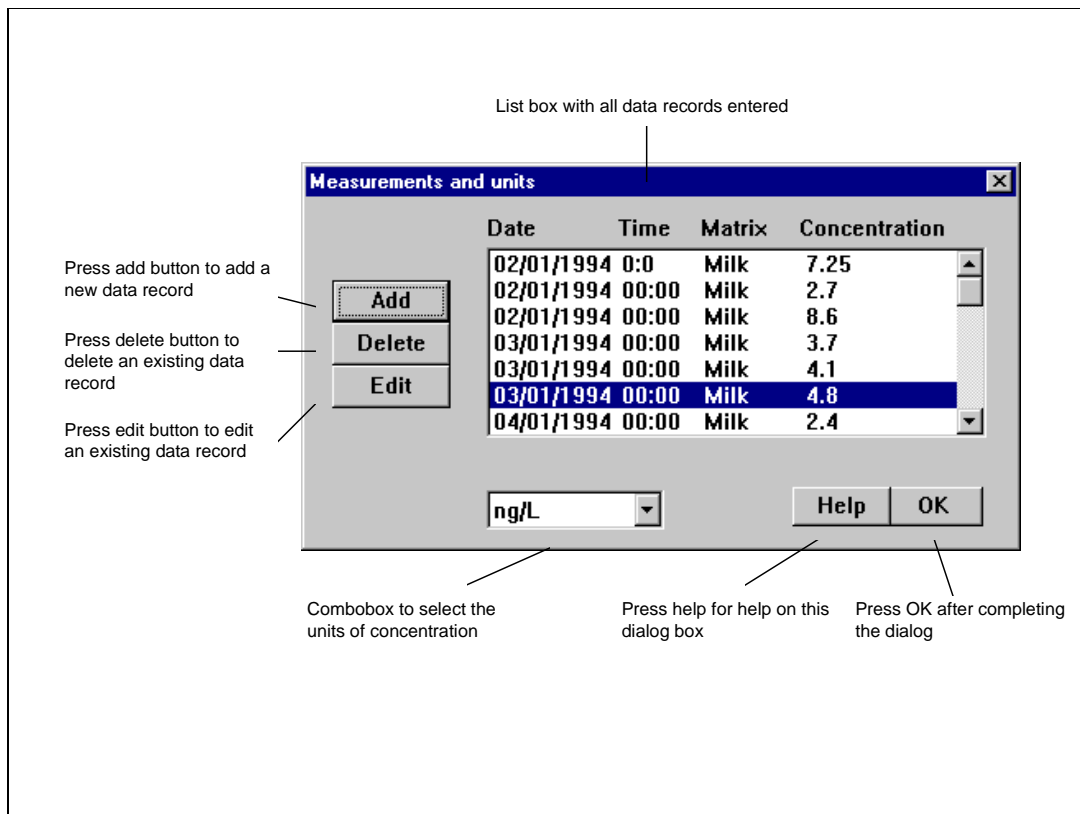 List box with all data records entered
Measurements and units
Date Time Matrix Concentration
02/01/1994 0:0 Milk 7.25
02/01/1994 00:00 Milk 2.7
02/01/1994 00:00 Milk 8.6
03/01/1994 00:00 Milk 3.7
03/01/1994 00:00 Milk 4.1
03/01/1994 00:00 Milk 4.8
04/01/1994 00:00 Milk 2.4
Press add button to add a
new data record
Add
Press delete button to
delete an existing data
record
Delete
Press edit button to edit
an existing data record
Edit
ng/L
Help
OK
Combobox to select the
units of concentration
Press help for help on this
dialog box
Press OK after completing
the dialog